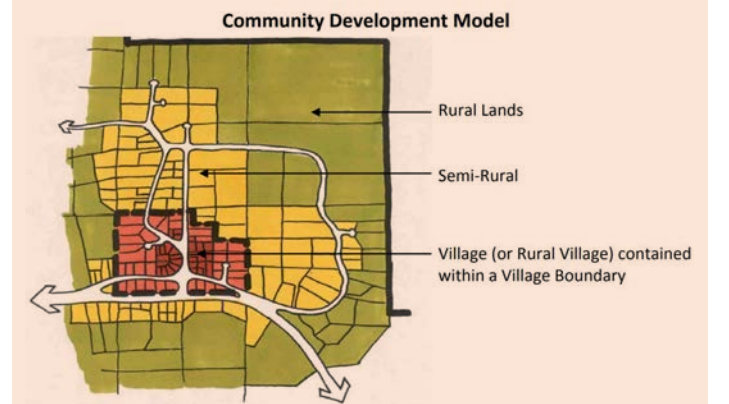 Community Development Model
Rural Lands
Semi-Rural
Village (or Rural Village) contained
within a Village Boundary